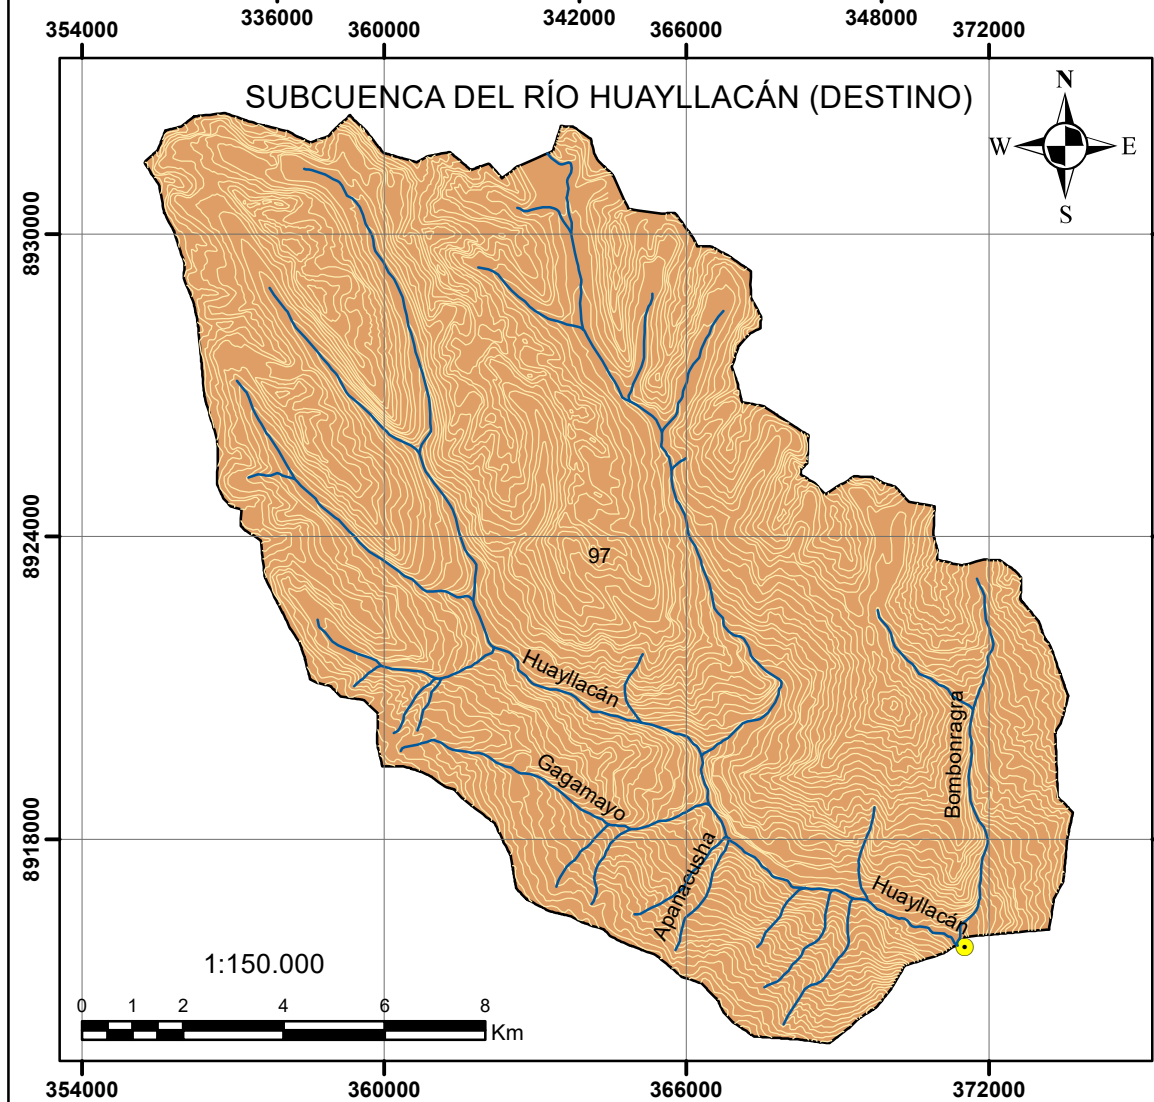 336000 342000 348000
354000 360000 366000 372000
SUBCUENCA DEL RÍO HUAYLLACÁN (DESTINO)
N
W E
S
8930000
8924000
8918000
97
Huayllacán
Gagamayo
Bombonragra
Apanacusha
Huayllacán
1:150.000
0 1 2 4 6 8
Km
354000 360000 366000 372000